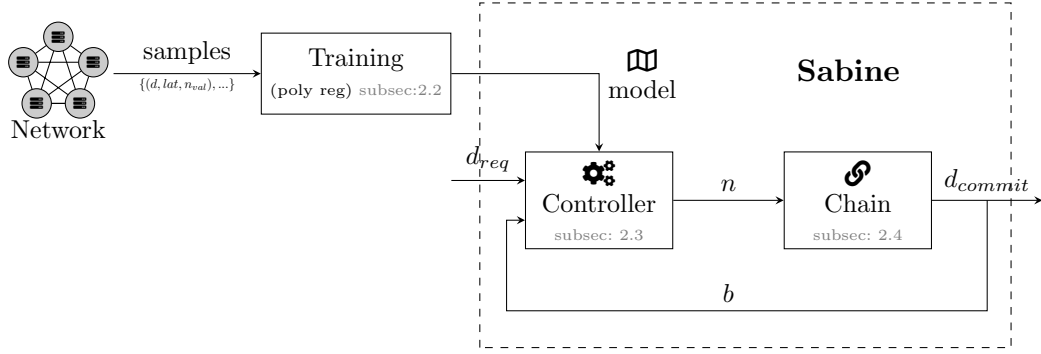 samples
{(d, lat, n_val), ...}
Network
Training
(poly reg) subsec:2.2
model
Sabine
d_req
Controller
subsec: 2.3
n
Chain
subsec: 2.4
d_commit
b